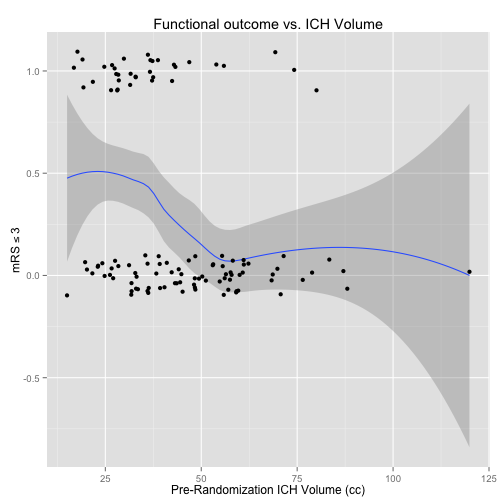 Functional outcome vs. ICH Volume
mRS ≤ 3
1.0
0.5
0.0
-0.5
25 50 75 100 125
Pre-Randomization ICH Volume (cc)